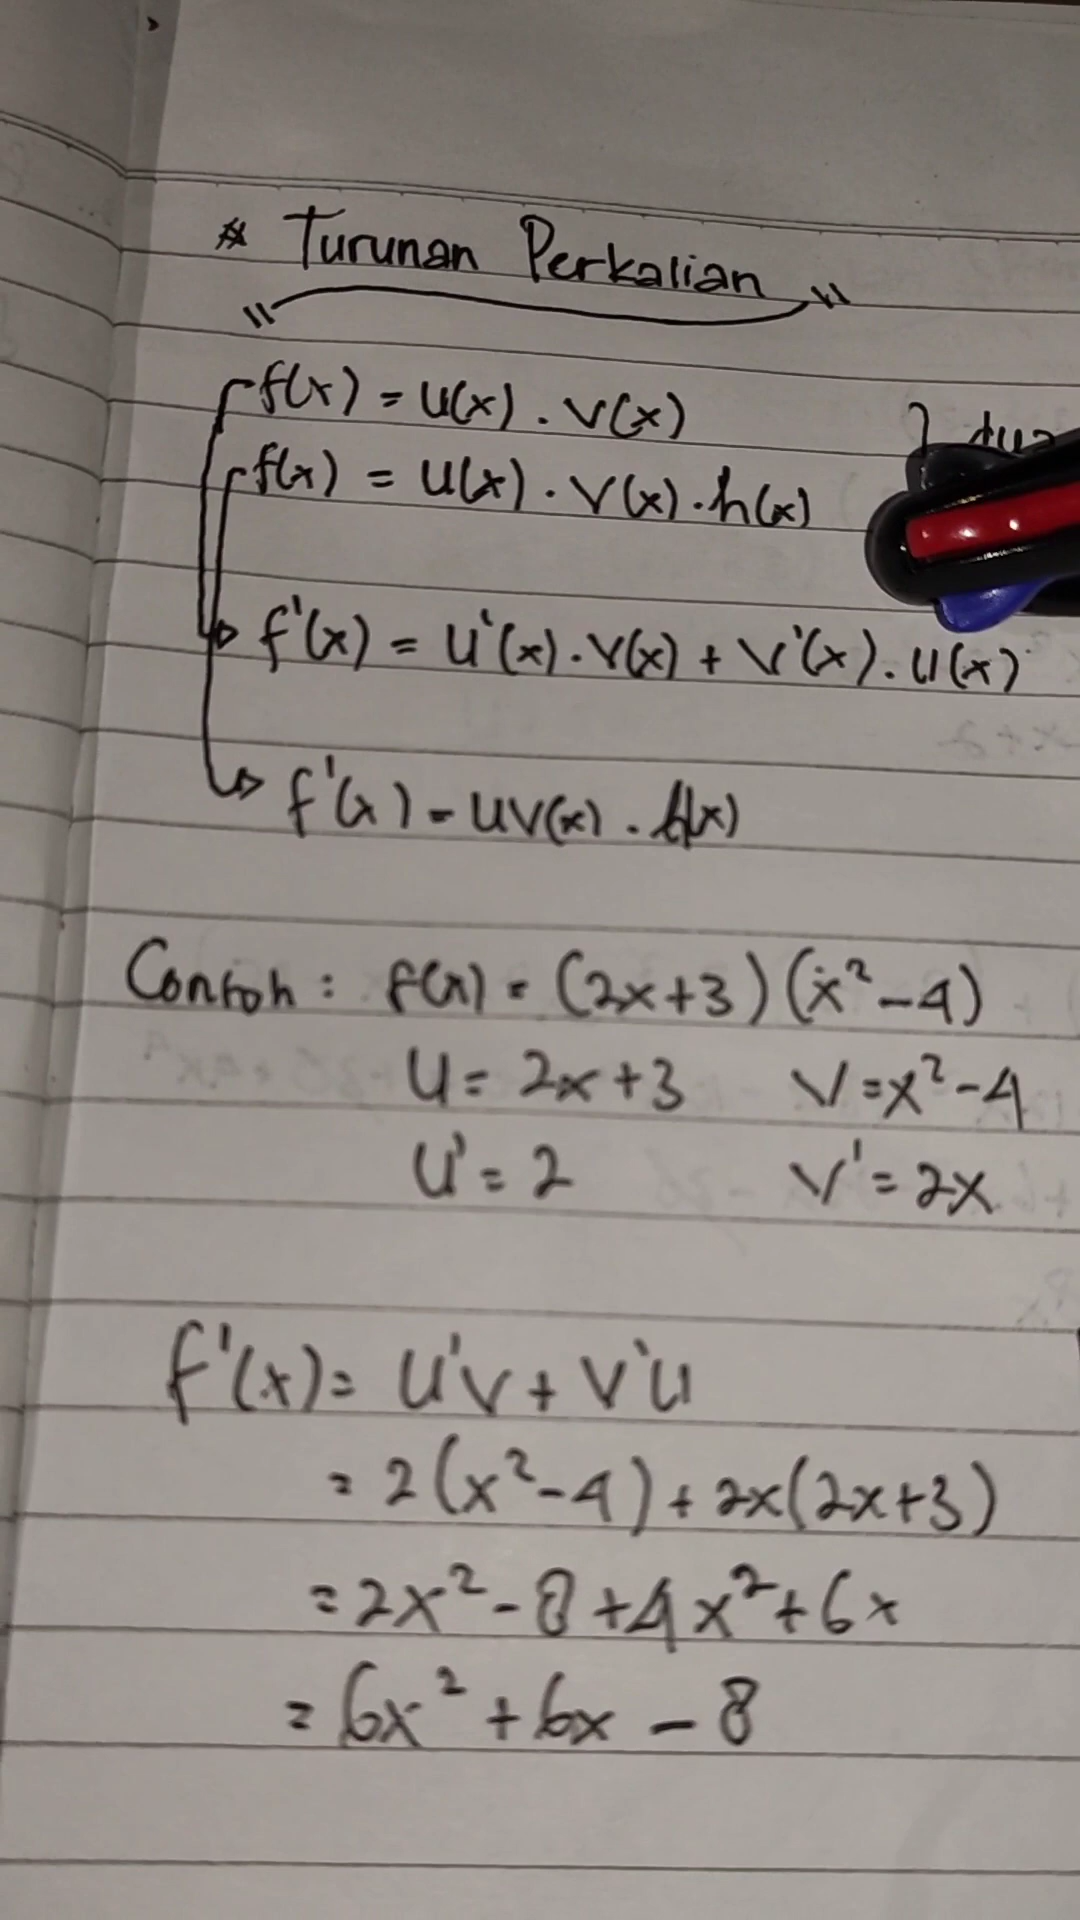 * Turunan Perkalian
f(x) = u(x) . v(x)
f(x) = u(x) . v(x) . h(x)
f'(x) = u'(x) . v(x) + v'(x) . u(x)
f'(x) = uv(x) . h(x)
Contoh : f(x) = (2x+3)(x²-4)
u = 2x+3 v = x²-4
u' = 2 v' = 2x
f'(x) = u'v + v'u
= 2(x²-4) + 2x(2x+3)
= 2x² - 8 + 4x² + 6x
= 6x² + 6x - 8